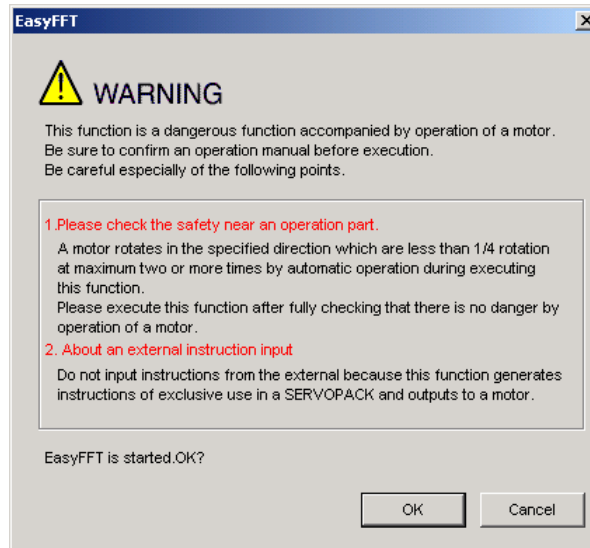 EasyFFT
WARNING
This function is a dangerous function accompanied by operation of a motor.
Be sure to confirm an operation manual before execution.
Be careful especially of the following points.
1.Please check the safety near an operation part.
A motor rotates in the specified direction which are less than 1/4 rotation
at maximum two or more times by automatic operation during executing
this function.
Please execute this function after fully checking that there is no danger by
operation of a motor.
2. About an external instruction input
Do not input instructions from the external because this function generates
instructions of exclusive use in a SERVOPACK and outputs to a motor.
EasyFFT is started.OK?
OK
Cancel